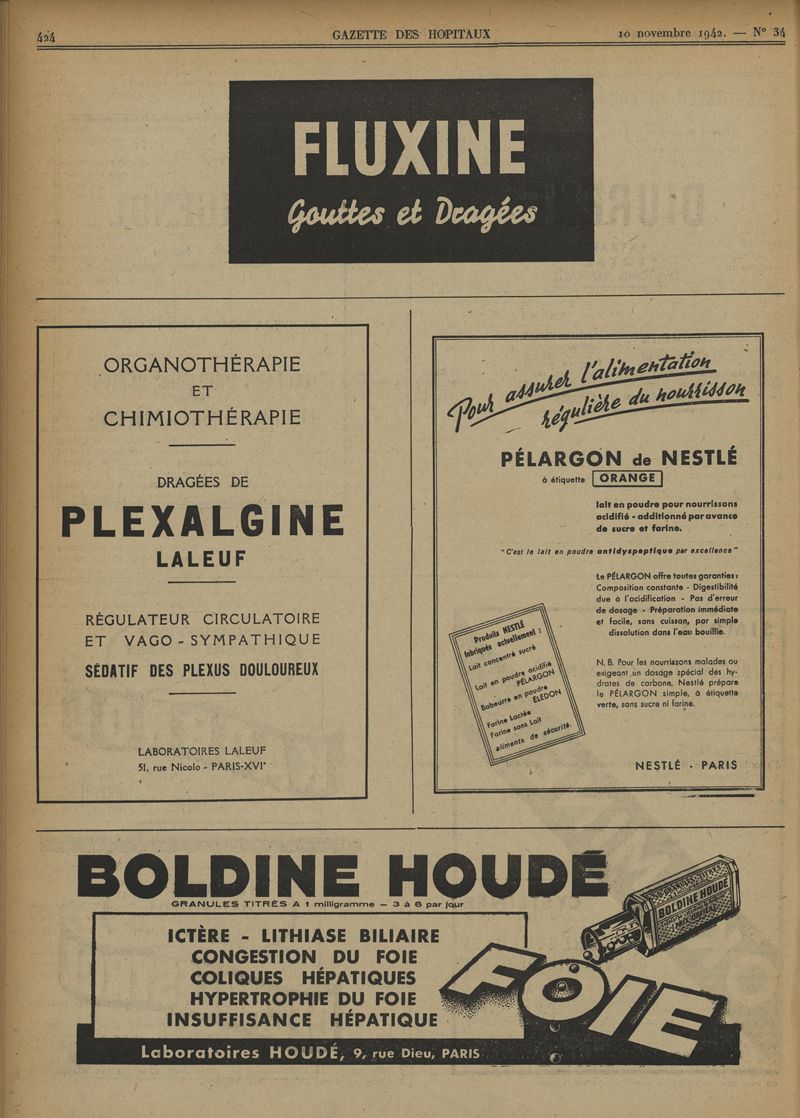 424
GAZETTE DES HOPITAUX
10 novembre 1942. — N° 34
FLUXINE
Gouttes et Dragées
ORGANOTHÉRAPIE
ET
CHIMIOTHÉRAPIE
DRAGÉES DE
PLEXALGINE
LALEUF
RÉGULATEUR CIRCULATOIRE
ET VAGO - SYMPATHIQUE
SÉDATIF DES PLEXUS DOULOUREUX
LABORATOIRES LALEUF
51, rue Nicolo - PARIS-XVIᵉ
Pour assurer l'alimentation
régulière du nourrisson
PÉLARGON de NESTLÉ
à étiquette ORANGE
lait en poudre pour nourrissons
acidifié - additionné par avance
de sucre et farine.
"C'est le lait en poudre antidyspeptique par excellence"
Le PÉLARGON offre toutes garanties :
Composition constante - Digestibilité
due à l'acidification - Pas d'erreur
de dosage - Préparation immédiate
et facile, sans cuisson, par simple
dissolution dans l'eau bouillie.
N. B. Pour les nourrissons malades ou
exigeant un dosage spécial des hy-
drates de carbone, Nestlé prépare
le PÉLARGON simple, à étiquette
verte, sans sucre ni farine.
Produits NESTLÉ
fabriqués actuellement :
Lait concentré sucré
Lait en poudre acidifié
PÉLARGON
Babeurre en poudre
ÉLEDON
Farine Lactée
Farine sans Lait
aliments de sécurité.
NESTLÉ - PARIS
BOLDINE HOUDÉ
GRANULES TITRÉS A 1 milligramme — 3 à 6 par jour
ICTÈRE - LITHIASE BILIAIRE
CONGESTION DU FOIE
COLIQUES HÉPATIQUES
HYPERTROPHIE DU FOIE
INSUFFISANCE HÉPATIQUE
BOLDINE HOUDÉ
FOIE
Laboratoires HOUDÉ, 9, rue Dieu, PARIS